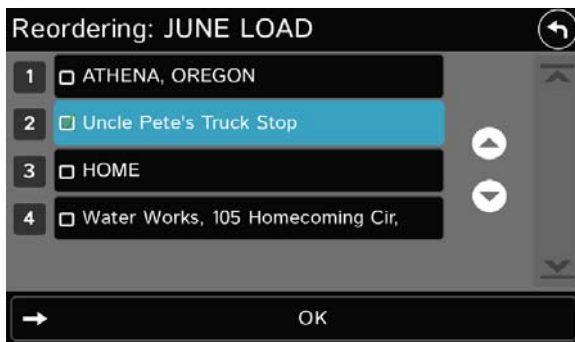 Reordering: JUNE LOAD
1 ATHENA, OREGON
2 Uncle Pete's Truck Stop
3 HOME
4 Water Works, 105 Homecoming Cir,
OK